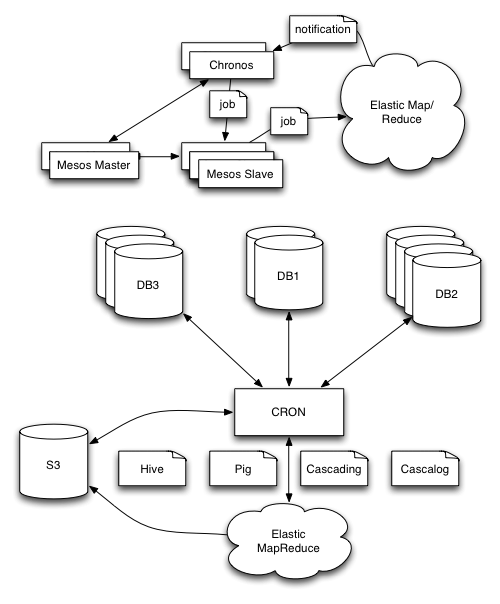 notification
Chronos
job
job
Elastic Map/
Reduce
Mesos Master
Mesos Slave
DB3
DB1
DB2
CRON
S3
Hive
Pig
Cascading
Cascalog
Elastic
MapReduce